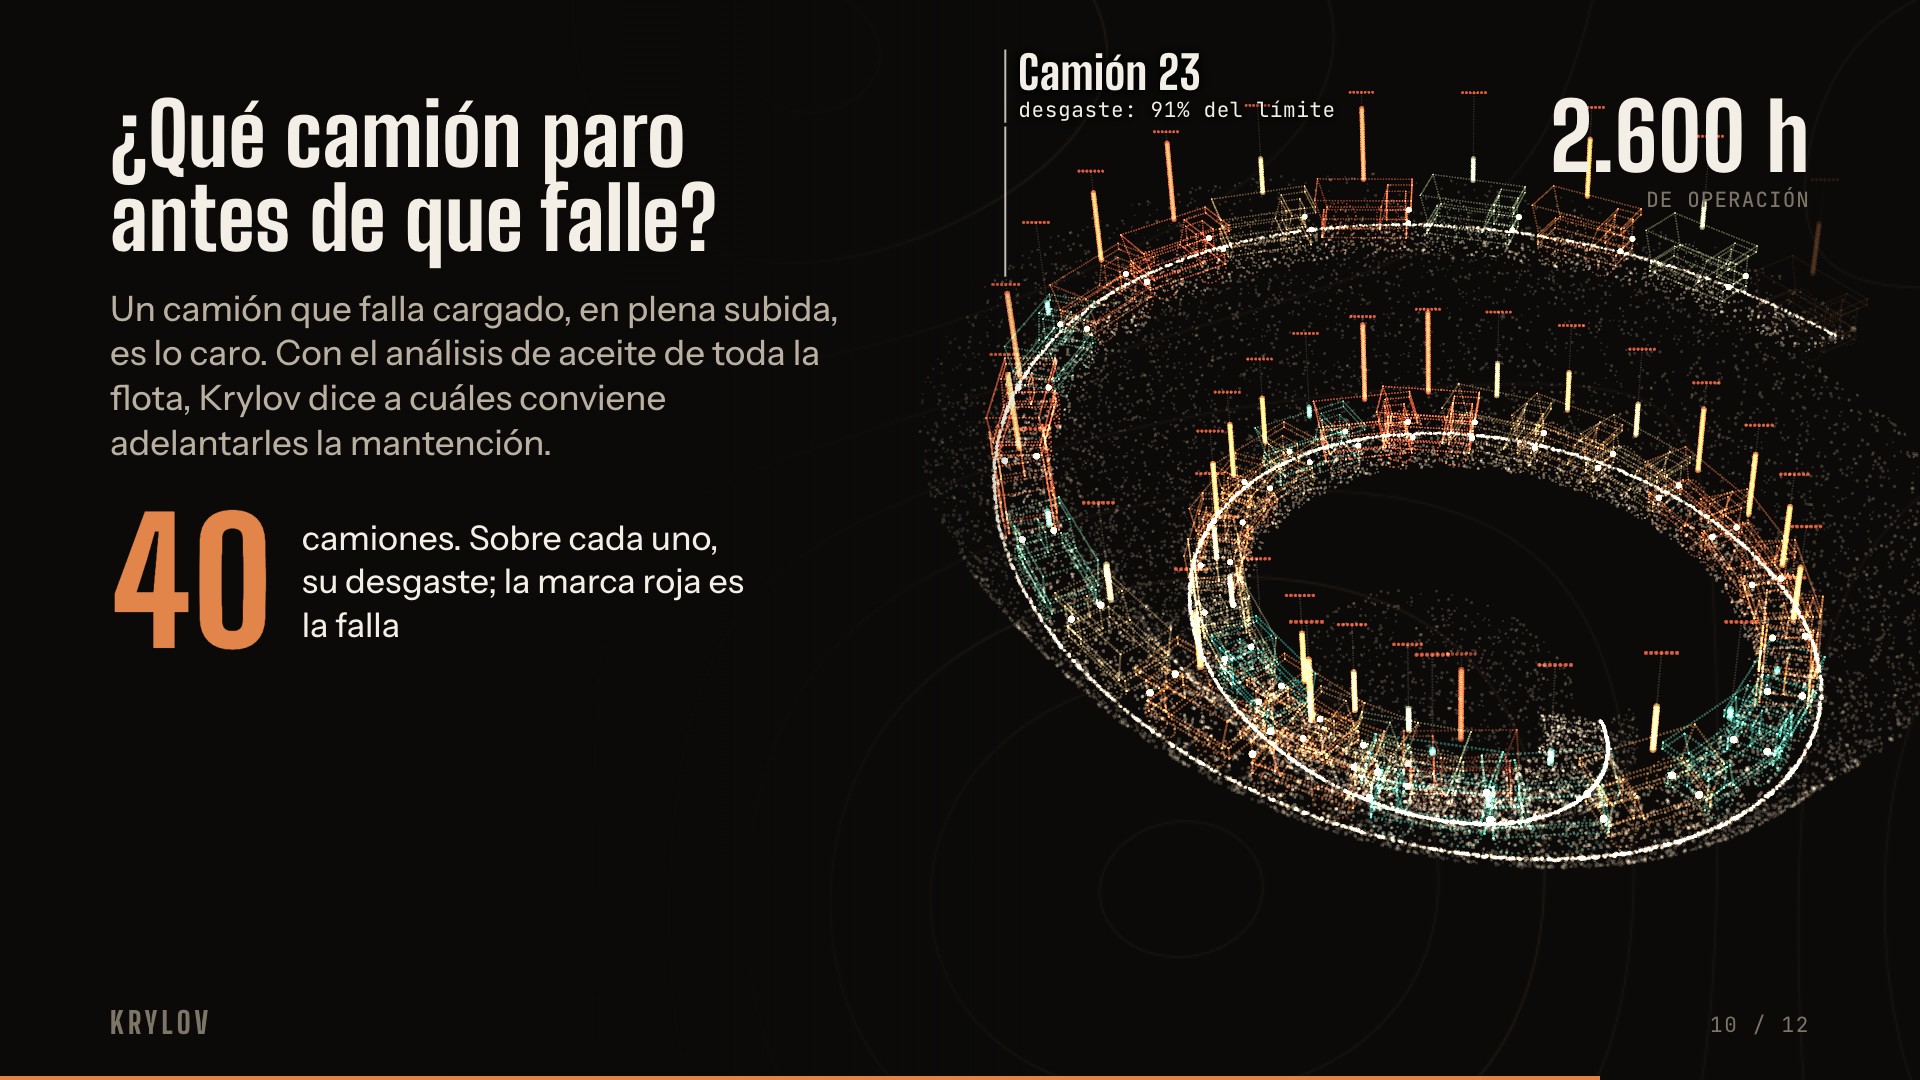 ¿Qué camión paro
antes de que falle?
Un camión que falla cargado, en plena subida,
es lo caro. Con el análisis de aceite de toda la
flota, Krylov dice a cuáles conviene
adelantarles la mantención.
40
camiones. Sobre cada uno,
su desgaste; la marca roja es
la falla
Camión 23
desgaste: 91% del límite
2.600 h
DE OPERACIÓN
KRYLOV
10 / 12